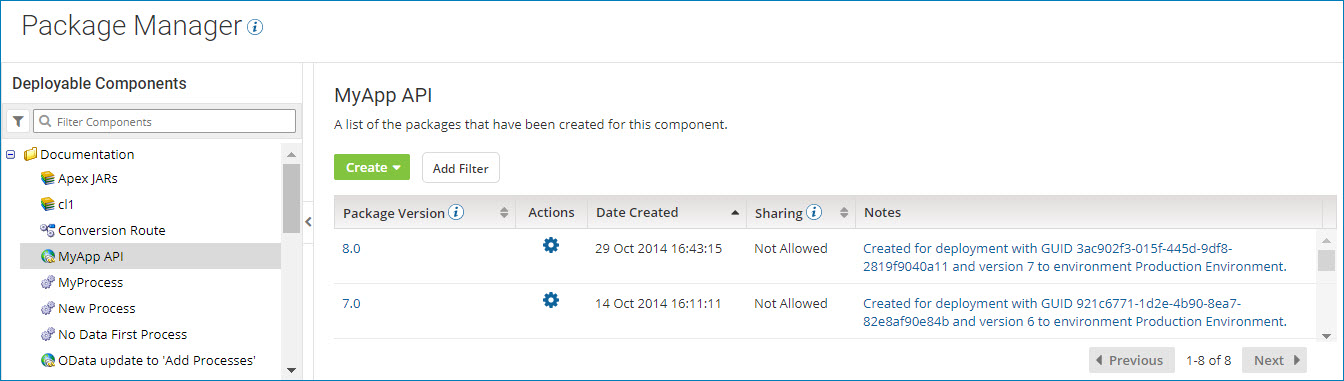 Package Manager
Deployable Components
Filter Components
Documentation
Apex JARs
cl1
Conversion Route
MyApp API
MyProcess
New Process
No Data First Process
OData update to 'Add Processes'
MyApp API
A list of the packages that have been created for this component.
Create
Add Filter
Package Version Actions Date Created Sharing Notes
8.0 29 Oct 2014 16:43:15 Not Allowed Created for deployment with GUID 3ac902f3-015f-445d-9df8-
2819f9040a11 and version 7 to environment Production Environment.
7.0 14 Oct 2014 16:11:11 Not Allowed Created for deployment with GUID 921c6771-1d2e-4b90-8ea7-
82e8af90e84b and version 6 to environment Production Environment.
Previous 1-8 of 8 Next